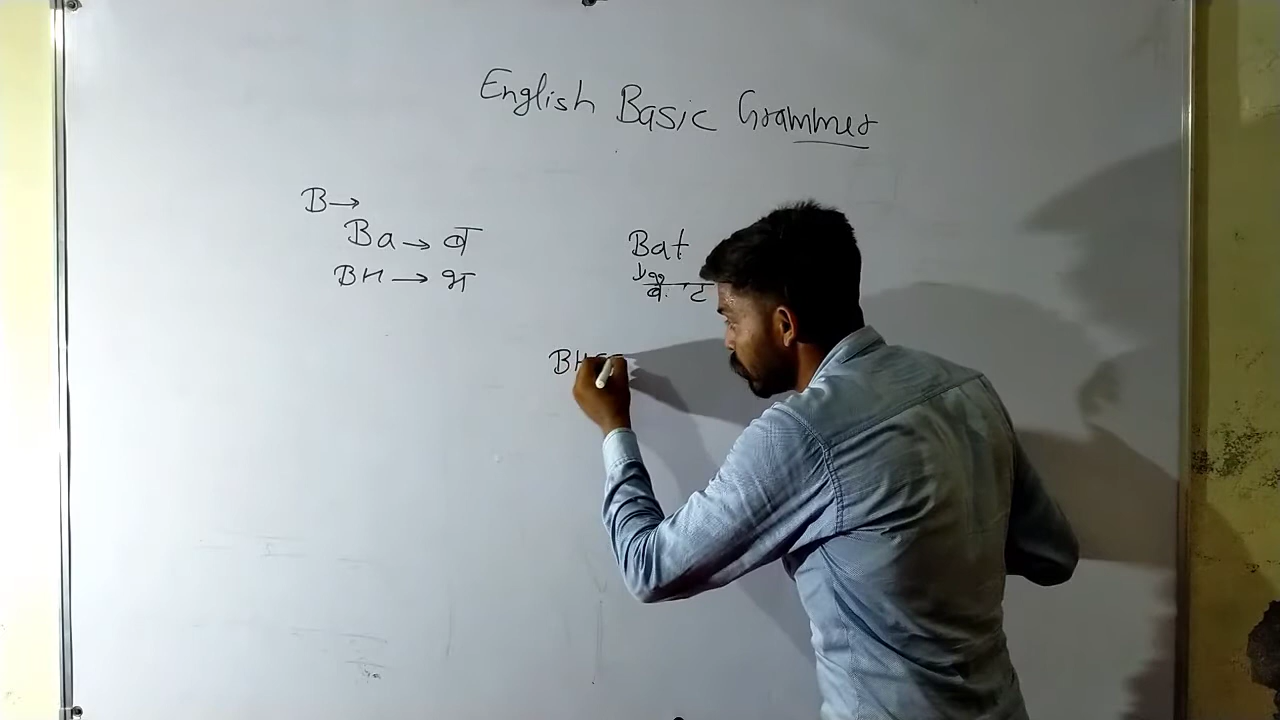 English Basic Grammer
B→
Ba → ब
BH → भ
Bat
↓
ब ट